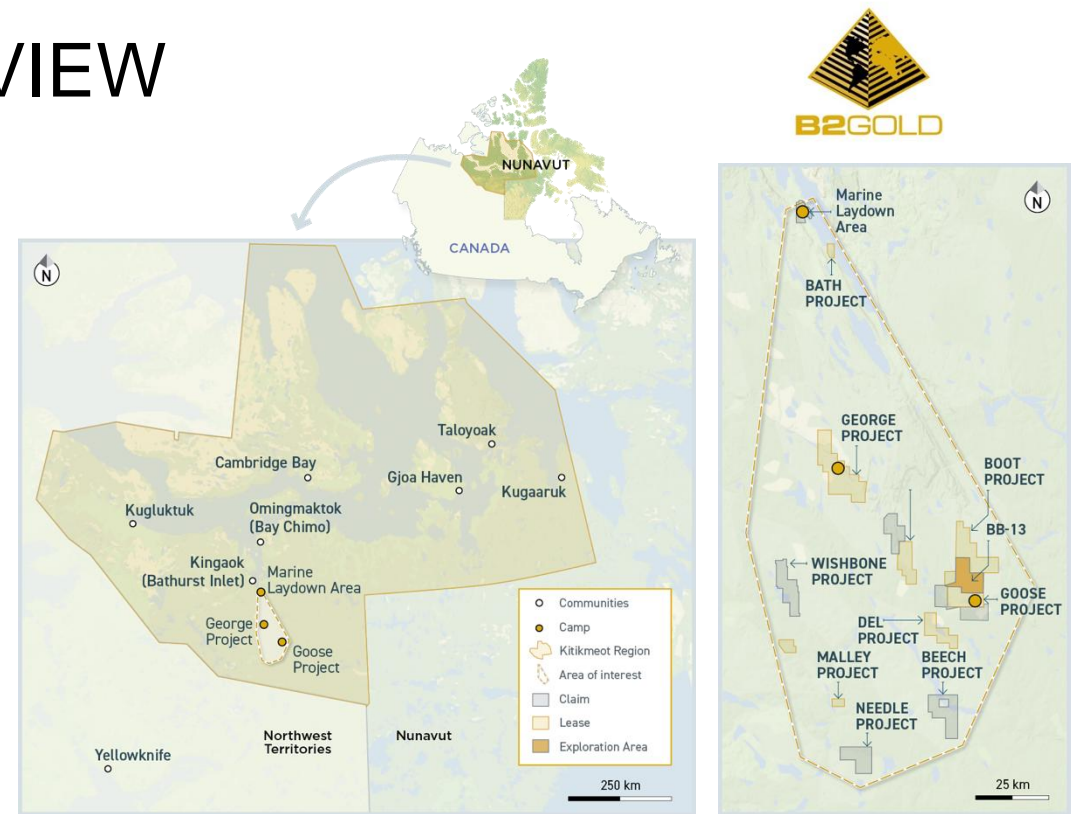 VIEW
B2GOLD
NUNAVUT
CANADA
N
Taloyoak
Cambridge Bay
Gjoa Haven
Kugaaruk
Kugluktuk
Omingmaktok
(Bay Chimo)
Kingaok
(Bathurst Inlet)
Marine
Laydown Area
George
Project
Goose
Project
Northwest
Territories
Nunavut
Yellowknife
Communities
Camp
Kitikmeot Region
Area of interest
Claim
Lease
Exploration Area
250 km
N
Marine
Laydown
Area
BATH
PROJECT
GEORGE
PROJECT
BOOT
PROJECT
BB-13
WISHBONE
PROJECT
GOOSE
PROJECT
DEL
PROJECT
MALLEY
PROJECT
BEECH
PROJECT
NEEDLE
PROJECT
25 km